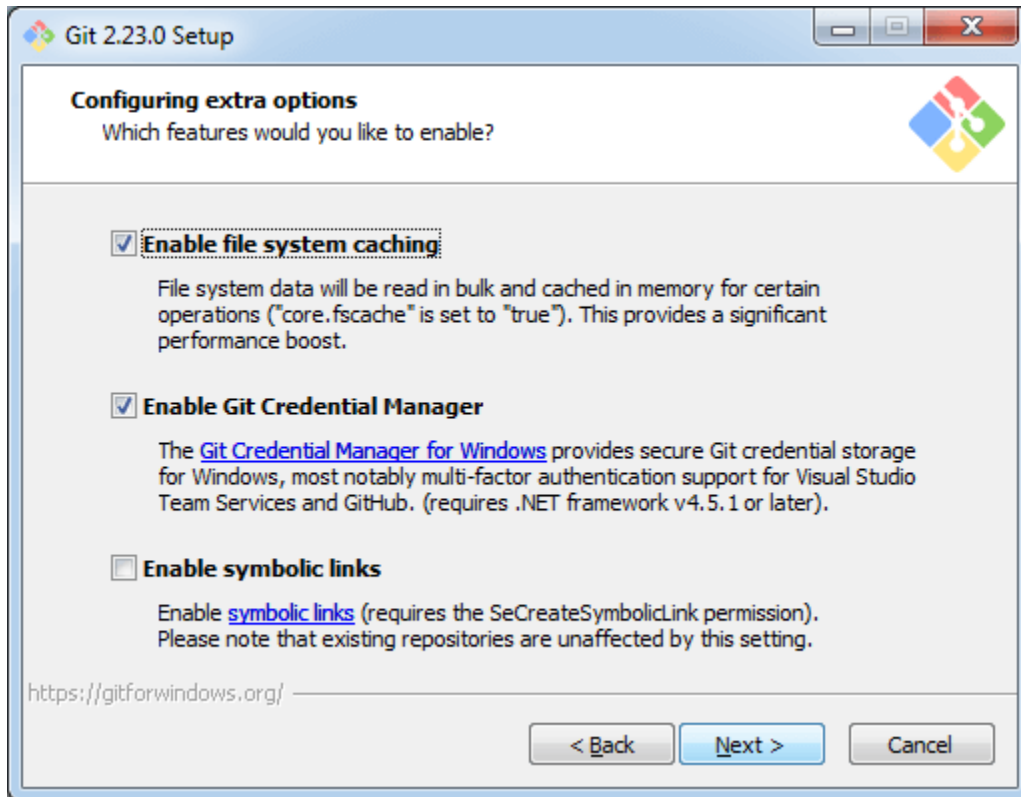 Git 2.23.0 Setup
Configuring extra options
Which features would you like to enable?
Enable file system caching
File system data will be read in bulk and cached in memory for certain
operations ("core.fscache" is set to "true"). This provides a significant
performance boost.
Enable Git Credential Manager
The Git Credential Manager for Windows provides secure Git credential storage
for Windows, most notably multi-factor authentication support for Visual Studio
Team Services and GitHub. (requires .NET framework v4.5.1 or later).
Enable symbolic links
Enable symbolic links (requires the SeCreateSymbolicLink permission).
Please note that existing repositories are unaffected by this setting.
https://gitforwindows.org/
< Back Next > Cancel